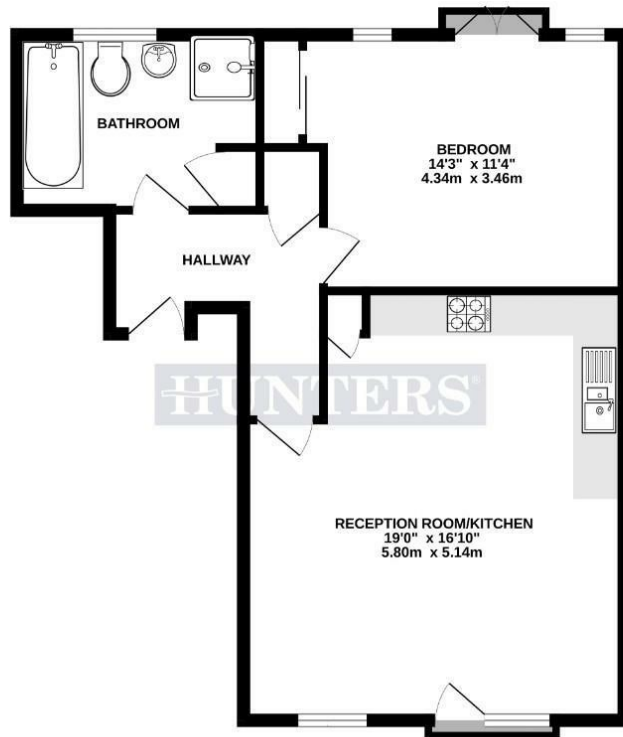 BATHROOM
BEDROOM
14'3" x 11'4"
4.34m x 3.46m
HALLWAY
HUNTERS®
RECEPTION ROOM/KITCHEN
19'0" x 16'10"
5.80m x 5.14m